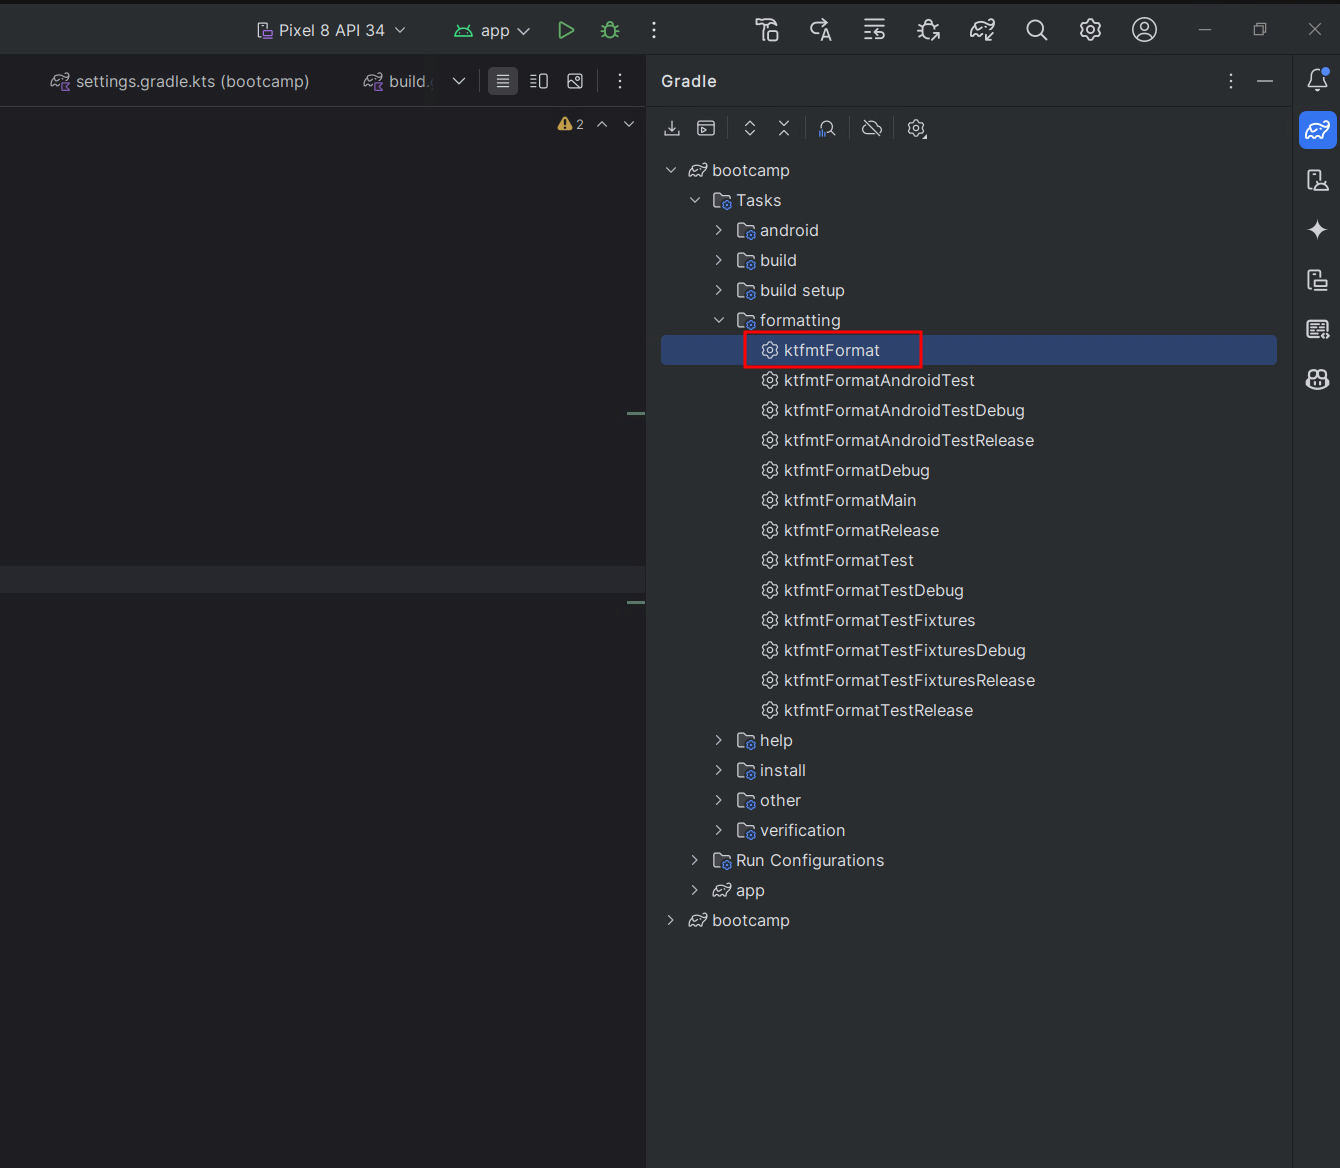 Pixel 8 API 34
app
settings.gradle.kts (bootcamp)
build.
2
Gradle
bootcamp
Tasks
android
build
build setup
formatting
ktfmtFormat
ktfmtFormatAndroidTest
ktfmtFormatAndroidTestDebug
ktfmtFormatAndroidTestRelease
ktfmtFormatDebug
ktfmtFormatMain
ktfmtFormatRelease
ktfmtFormatTest
ktfmtFormatTestDebug
ktfmtFormatTestFixtures
ktfmtFormatTestFixturesDebug
ktfmtFormatTestFixturesRelease
ktfmtFormatTestRelease
help
install
other
verification
Run Configurations
app
bootcamp